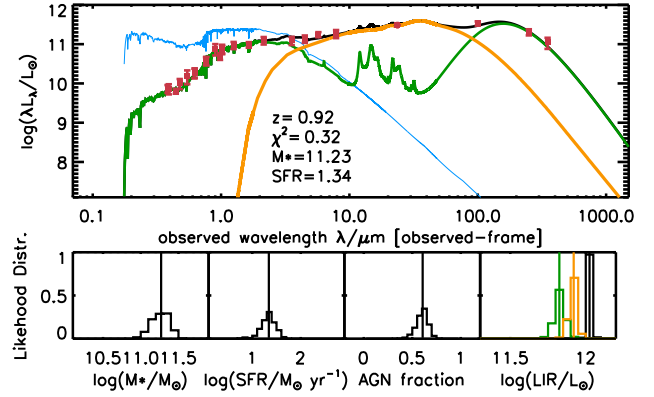 12
11
10
9
8
log(λL_λ/L_⊙)
z= 0.92
χ²= 0.32
M*=11.23
SFR=1.34
0.1 1.0 10.0 100.0 1000.0
observed wavelength λ/μm [observed-frame]
Likehood Distr.
1
0.5
0
10.5 11.0 11.5 1 2 0 0.5 1 11.5 12
log(M*/M_⊙) log(SFR/M_⊙ yr⁻¹) AGN fraction log(LIR/L_⊙)